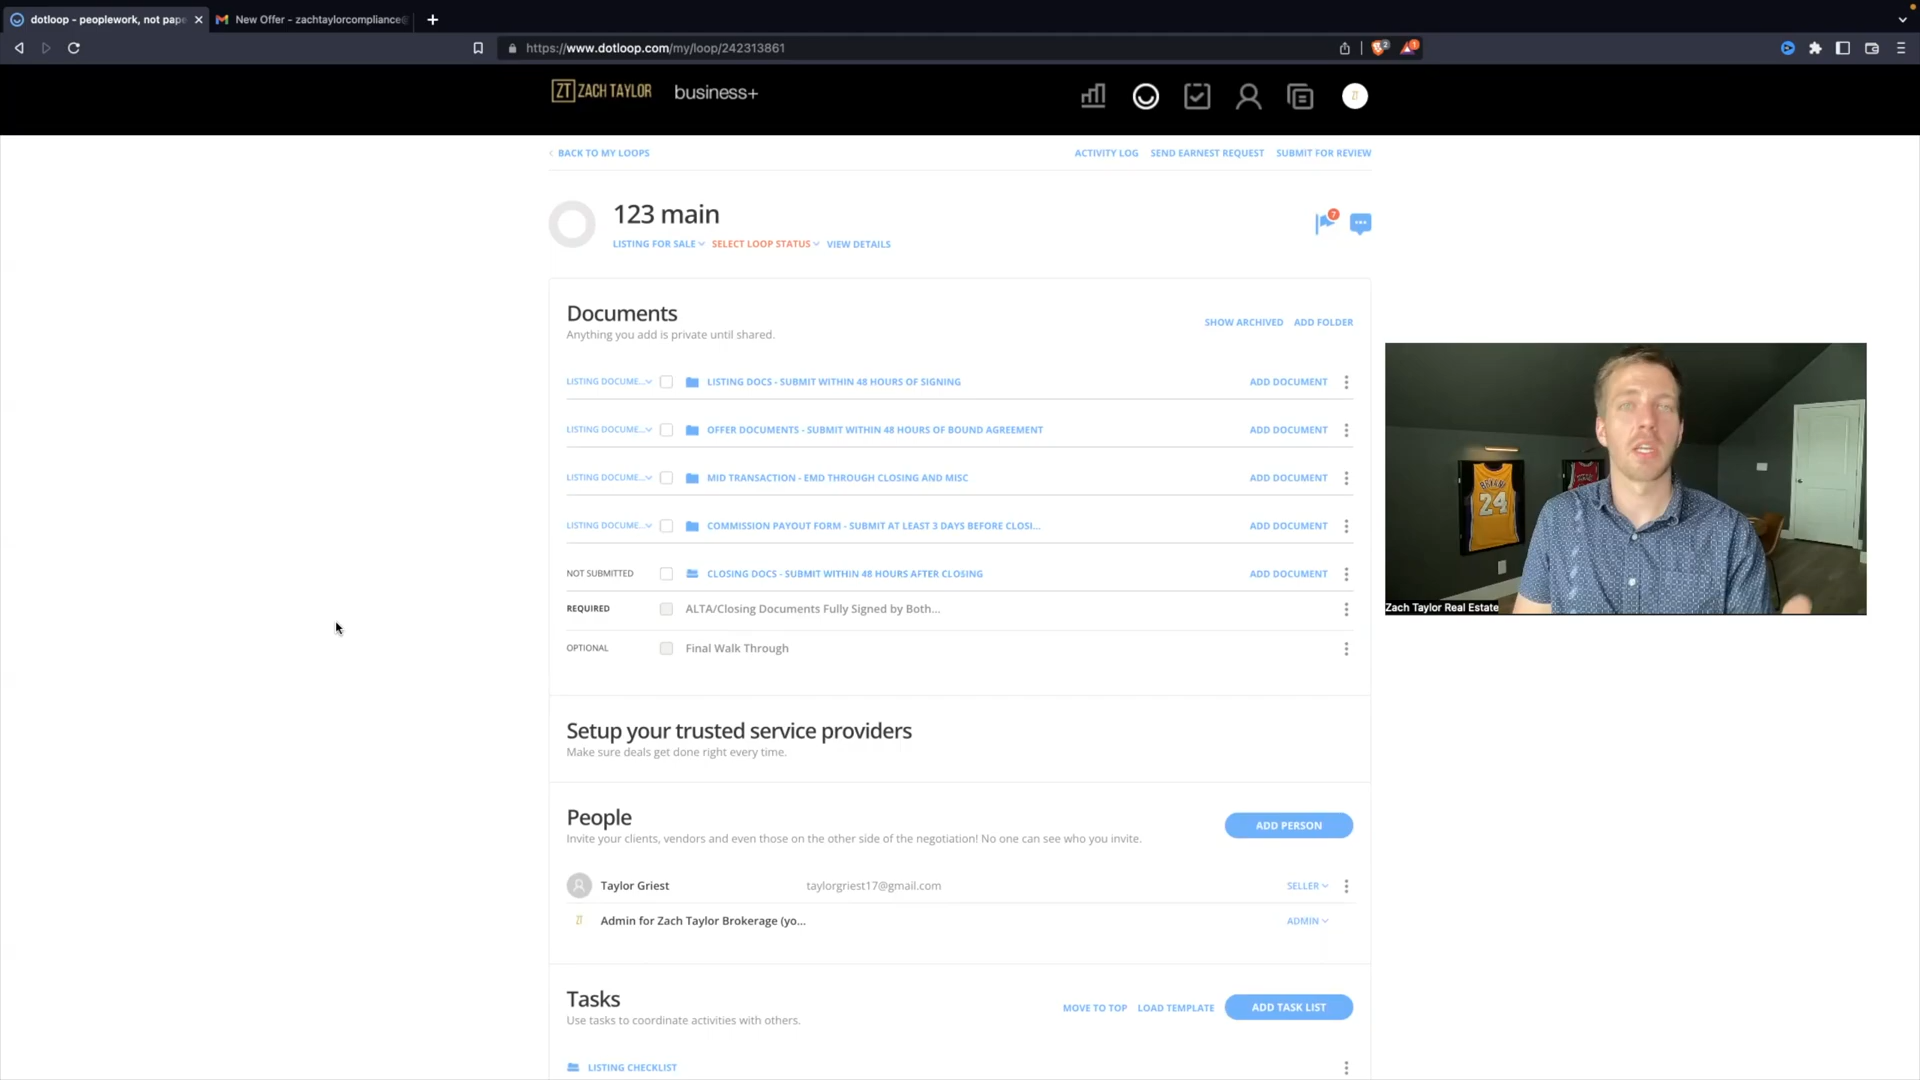 dotloop - peoplework, not pape
New Offer - zachtaylorcompliance@
https://www.dotloop.com/my/loop/242313861
2
1
ZT ZACH TAYLOR business+
ZT
BACK TO MY LOOPS
ACTIVITY LOG SEND EARNEST REQUEST SUBMIT FOR REVIEW
123 main
7
LISTING FOR SALE SELECT LOOP STATUS VIEW DETAILS
Documents
Anything you add is private until shared.
SHOW ARCHIVED ADD FOLDER
LISTING DOCUME... LISTING DOCS - SUBMIT WITHIN 48 HOURS OF SIGNING ADD DOCUMENT
LISTING DOCUME... OFFER DOCUMENTS - SUBMIT WITHIN 48 HOURS OF BOUND AGREEMENT ADD DOCUMENT
LISTING DOCUME... MID TRANSACTION - EMD THROUGH CLOSING AND MISC ADD DOCUMENT
LISTING DOCUME... COMMISSION PAYOUT FORM - SUBMIT AT LEAST 3 DAYS BEFORE CLOSI... ADD DOCUMENT
NOT SUBMITTED CLOSING DOCS - SUBMIT WITHIN 48 HOURS AFTER CLOSING ADD DOCUMENT
REQUIRED ALTA/Closing Documents Fully Signed by Both...
OPTIONAL Final Walk Through
BRYANT
24
Zach Taylor Real Estate
Setup your trusted service providers
Make sure deals get done right every time.
People
Invite your clients, vendors and even those on the other side of the negotiation! No one can see who you invite.
ADD PERSON
Taylor Griest taylorgriest17@gmail.com SELLER
ZT Admin for Zach Taylor Brokerage (yo... ADMIN
Tasks
Use tasks to coordinate activities with others.
MOVE TO TOP LOAD TEMPLATE ADD TASK LIST
LISTING CHECKLIST